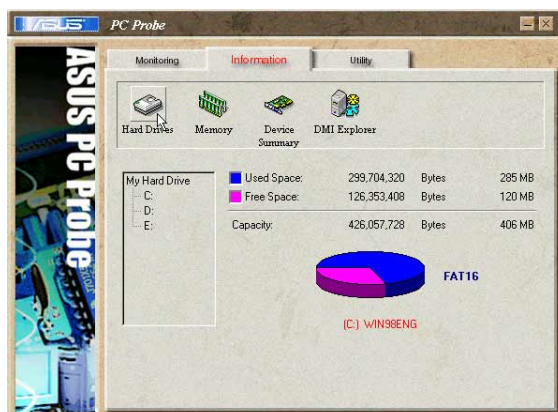 ASUS PC Probe
ASUS PC Probe
Monitoring Information Utility
Hard Drives Memory Device Summary DMI Explorer
My Hard Drive
C:
D:
E:
Used Space: 299,704,320 Bytes 285 MB
Free Space: 126,353,408 Bytes 120 MB
Capacity: 426,057,728 Bytes 406 MB
FAT16
(C:) WIN98ENG